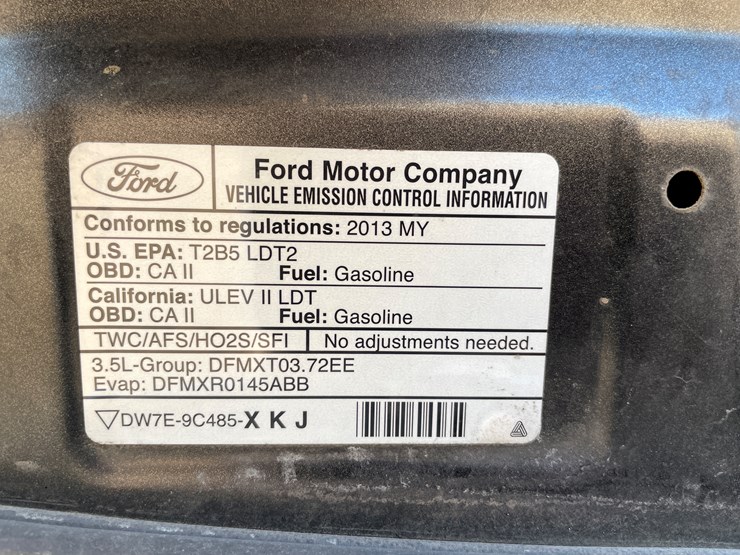 Ford
Ford Motor Company
VEHICLE EMISSION CONTROL INFORMATION
Conforms to regulations: 2013 MY
U.S. EPA: T2B5 LDT2
OBD: CA II Fuel: Gasoline
California: ULEV II LDT
OBD: CA II Fuel: Gasoline
TWC/AFS/HO2S/SFI No adjustments needed.
3.5L-Group: DFMXT03.72EE
Evap: DFMXR0145ABB
DW7E-9C485-X K J